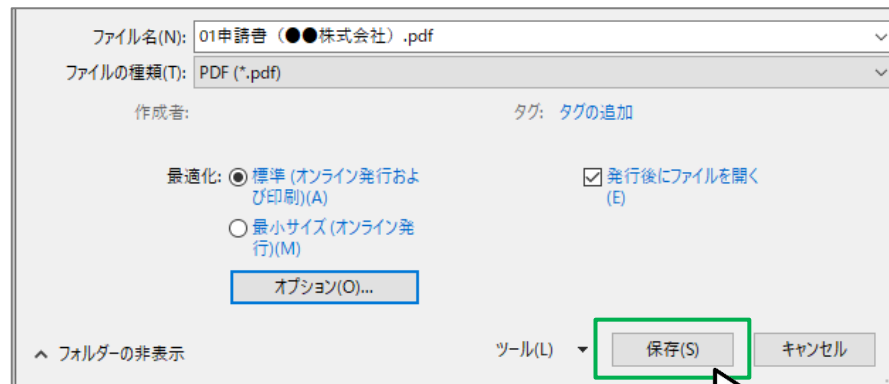 ファイル名(N): 01申請書（●●株式会社）.pdf
ファイルの種類(T): PDF (*.pdf)
作成者: タグ: タグの追加
最適化: 標準 (オンライン発行およ
び印刷)(A)
発行後にファイルを開く
(E)
最小サイズ (オンライン発
行)(M)
オプション(O)...
フォルダーの非表示 ツール(L) 保存(S) キャンセル